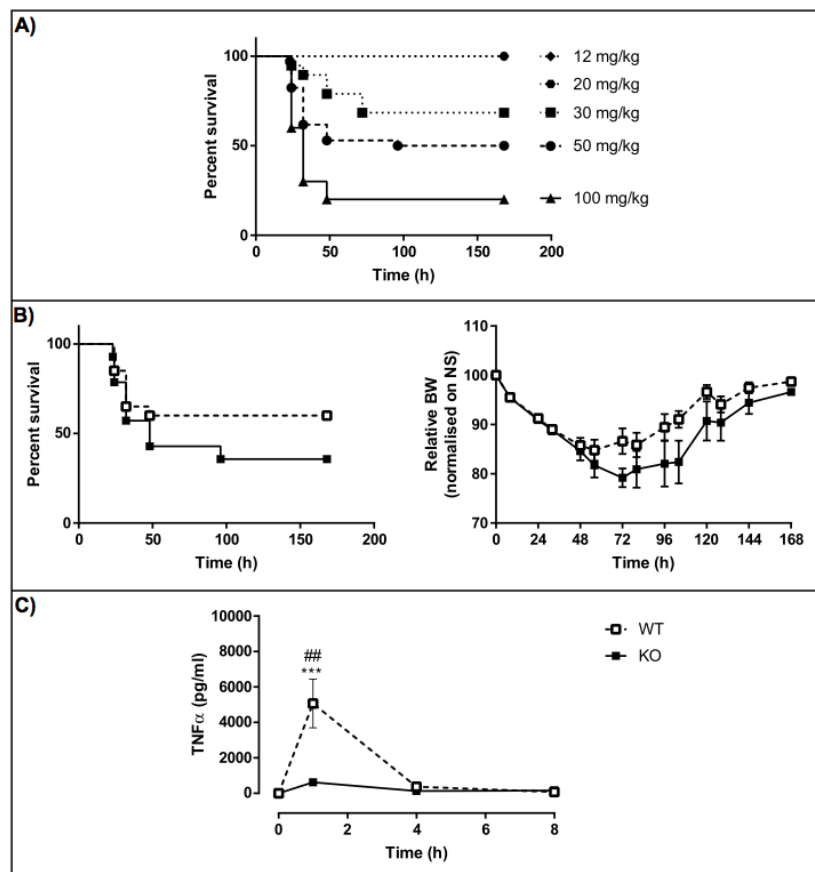 A)
100
50
0
Percent survival
0 50 100 150 200
Time (h)
12 mg/kg
20 mg/kg
30 mg/kg
50 mg/kg
100 mg/kg
B)
100
50
0
Percent survival
0 50 100 150 200
Time (h)
110
100
90
80
70
Relative BW
(normalised on NS)
0 24 48 72 96 120 144 168
Time (h)
C)
10000
8000
6000
4000
2000
0
TNFα (pg/ml)
##
***
0 2 4 6 8
Time (h)
WT
KO